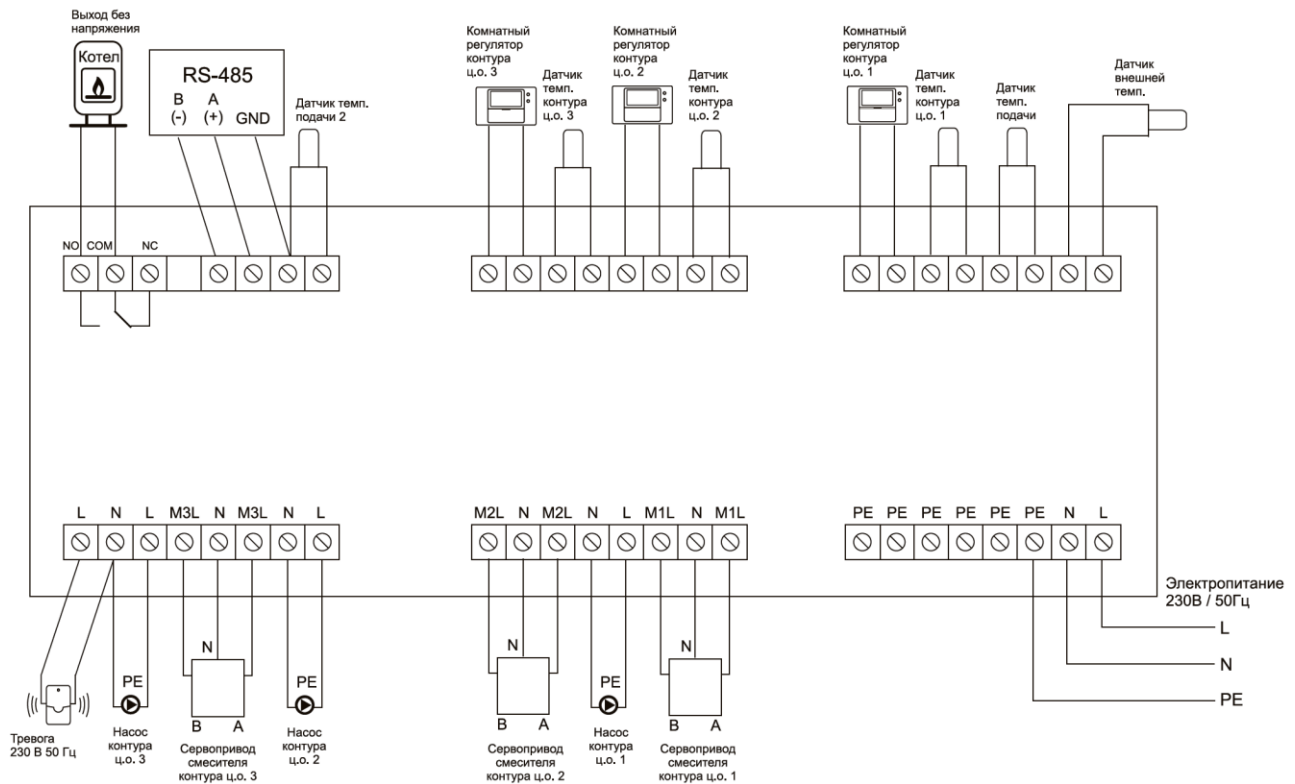 Выход без
напряжения
Котел
RS-485
B A
(-) (+) GND
Датчик темп.
подачи 2
Комнатный
регулятор
контура
ц.о. 3
Датчик
темп.
контура
ц.о. 3
Комнатный
регулятор
контура
ц.о. 2
Датчик
темп.
контура
ц.о. 2
Комнатный
регулятор
контура
ц.о. 1
Датчик
темп.
контура
ц.о. 1
Датчик
темп.
подачи
Датчик
внешней
темп.
NO COM NC
L N L M3L N M3L N L
M2L N M2L N L M1L N M1L
PE PE PE PE PE PE N L
Электропитание
230В / 50Гц
L
N
PE
Тревога
230 В 50 Гц
PE
Насос
контура
ц.о. 3
N
B A
Сервопривод
смесителя
контура ц.о. 3
PE
Насос
контура
ц.о. 2
N
B A
Сервопривод
смесителя
контура ц.о. 2
PE
Насос
контура
ц.о. 1
N
B A
Сервопривод
смесителя
контура ц.о. 1